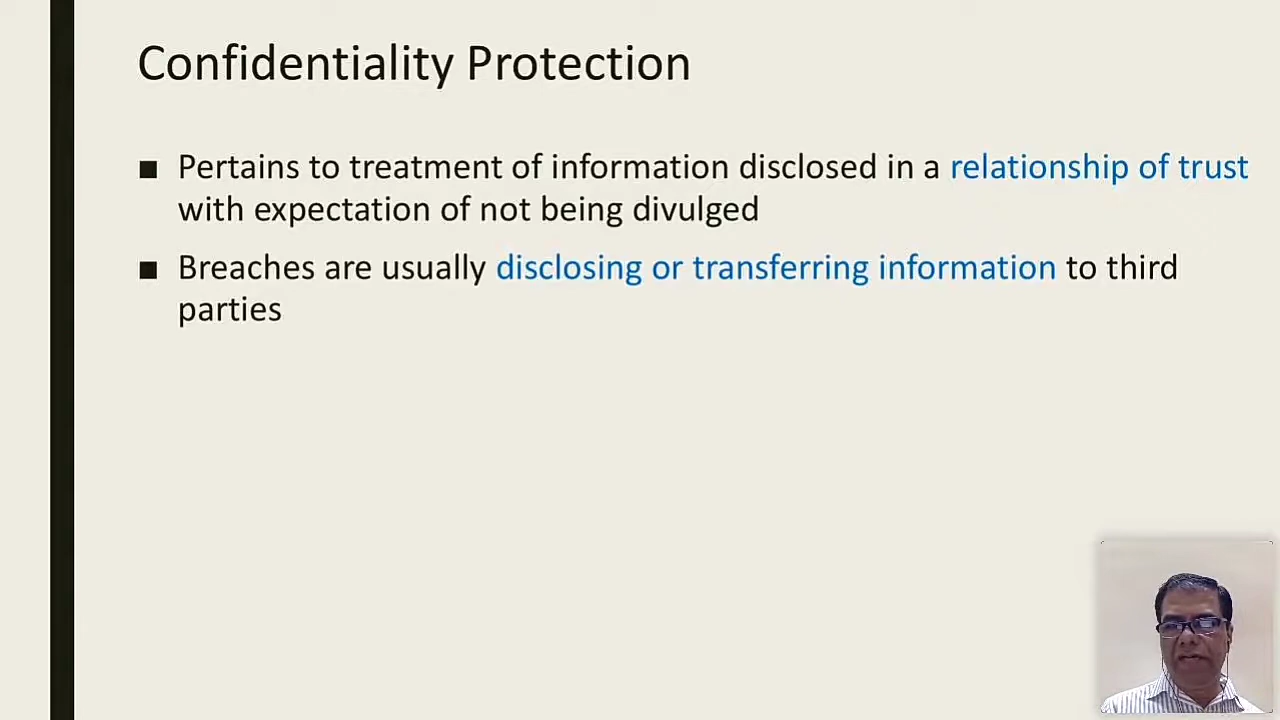 Confidentiality Protection
■ Pertains to treatment of information disclosed in a relationship of trust
with expectation of not being divulged
■ Breaches are usually disclosing or transferring information to third
parties